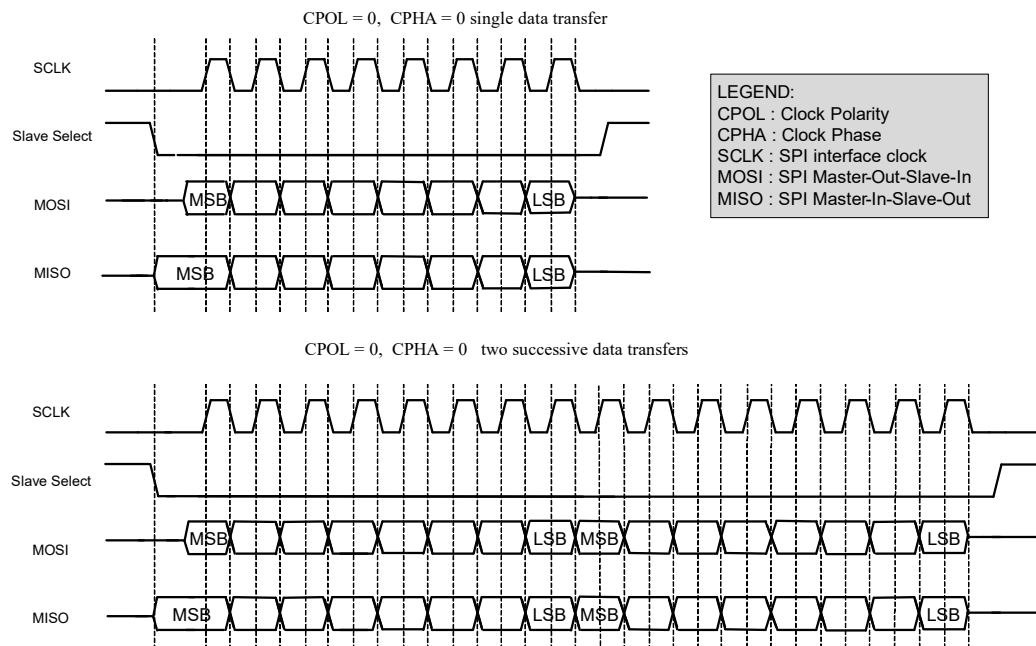 CPOL = 0, CPHA = 0 single data transfer
SCLK
Slave Select
MOSI
MSB
LSB
MISO
MSB
LSB
LEGEND:
CPOL : Clock Polarity
CPHA : Clock Phase
SCLK : SPI interface clock
MOSI : SPI Master-Out-Slave-In
MISO : SPI Master-In-Slave-Out
CPOL = 0, CPHA = 0 two successive data transfers
SCLK
Slave Select
MOSI
MSB
LSB
MSB
LSB
MISO
MSB
LSB
MSB
LSB